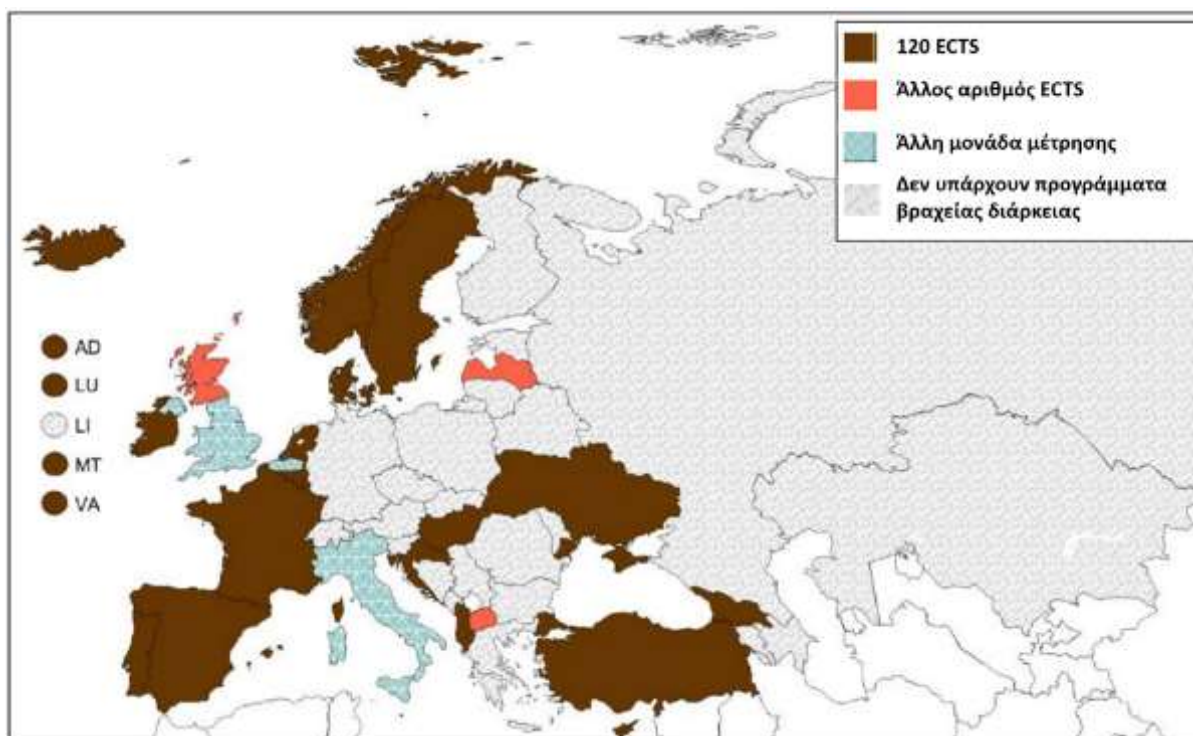 120 ECTS
Άλλος αριθμός ECTS
Άλλη μονάδα μέτρησης
Δεν υπάρχουν προγράμματα
βραχείας διάρκειας
AD
LU
LI
MT
VA